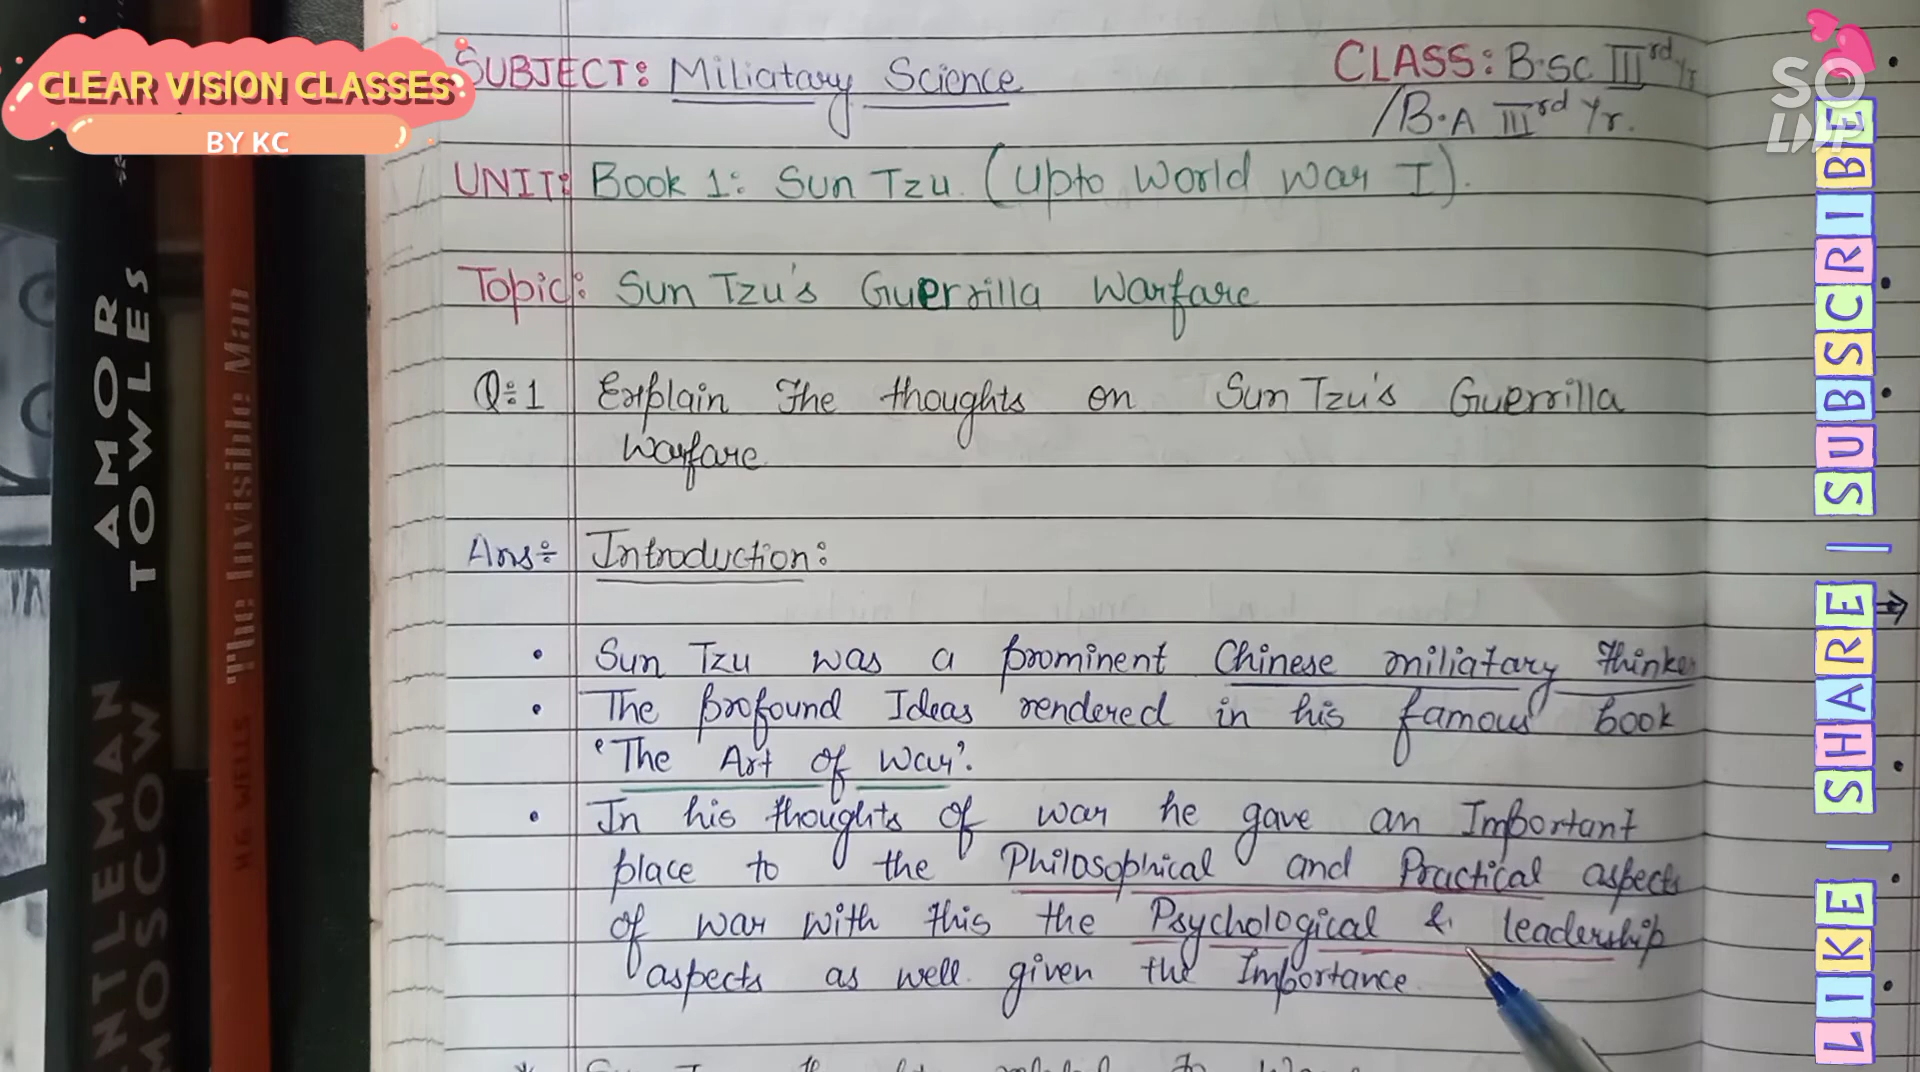 CLEAR VISION CLASSES
BY KC
SUBJECT: Miliatary Science
CLASS: B.SC IIIrd Yr
/B.A IIIrd Yr.
UNIT: Book 1: Sun Tzu (Upto World War I).
Topic: Sun Tzu's Guerrilla Warfare
Q:1 Explain The thoughts on Sun Tzu's Guerrilla
Warfare
Ans: Introduction:
• Sun Tzu was a prominent Chinese miliatary thinker
• The profound Ideas rendered in his famous book
'The Art of War'.
• In his thoughts of war he gave an Important
place to the Philosophical and Practical aspects
of war with this the Psychological & leadership
aspects as well given the Importance
AMOR
TOWLES
NTLEMAN
MOSCOW
The Invisible Man
HG WELLS
SO
LMP
LIKE | SHARE | SUBSCRIBE